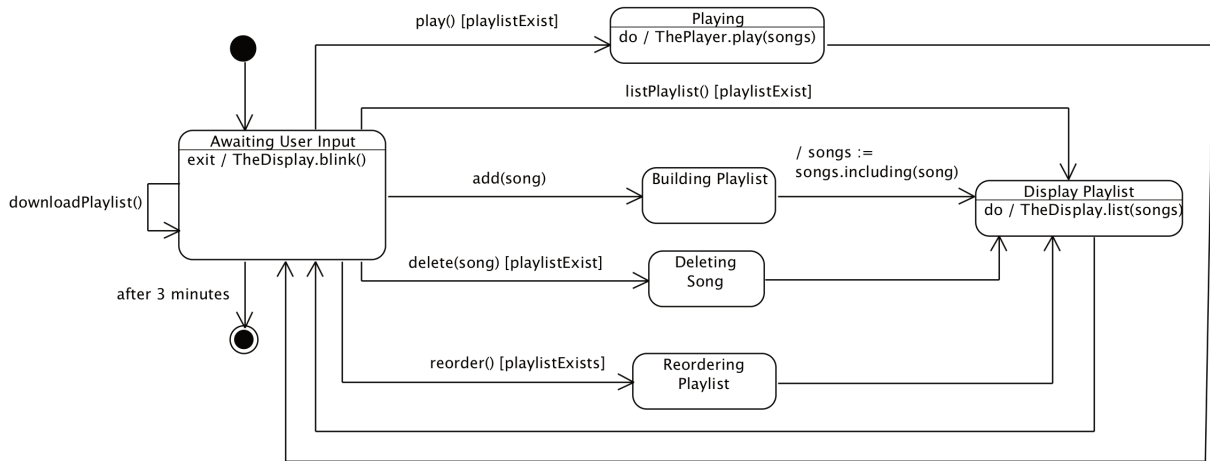 play() [playlistExist]
Playing
do / ThePlayer.play(songs)
listPlaylist() [playlistExist]
Awaiting User Input
exit / TheDisplay.blink()
downloadPlaylist()
add(song)
Building Playlist
/ songs :=
songs.including(song)
Display Playlist
do / TheDisplay.list(songs)
delete(song) [playlistExist]
Deleting
Song
after 3 minutes
reorder() [playlistExists]
Reordering
Playlist